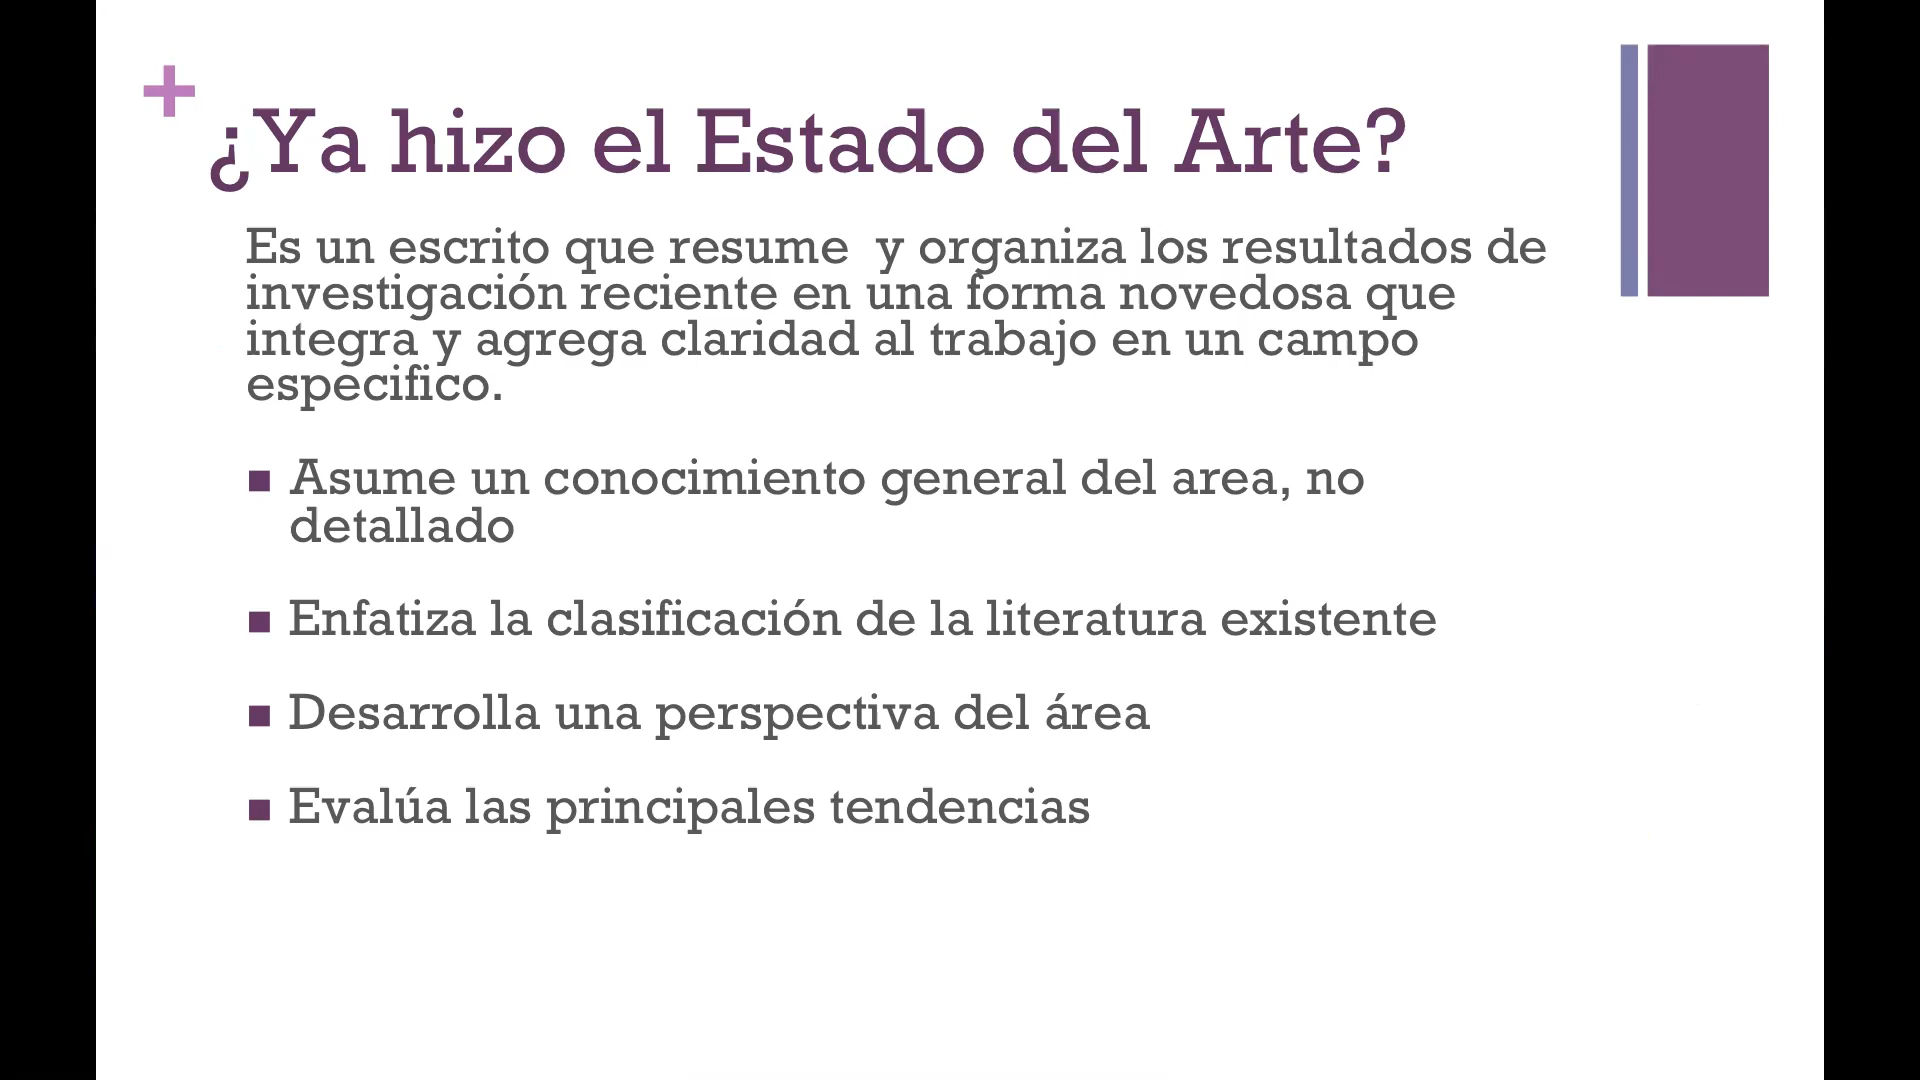 ¿Ya hizo el Estado del Arte?
Es un escrito que resume y organiza los resultados de
investigación reciente en una forma novedosa que
integra y agrega claridad al trabajo en un campo
especifico.
Asume un conocimiento general del area, no
detallado
Enfatiza la clasificación de la literatura existente
Desarrolla una perspectiva del área
Evalúa las principales tendencias